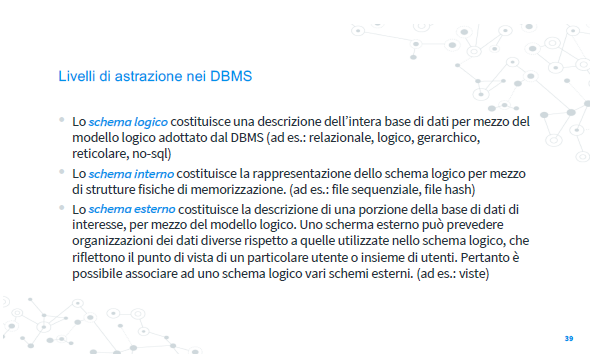 Livelli di astrazione nei DBMS
• Lo schema logico costituisce una descrizione dell'intera base di dati per mezzo del
modello logico adottato dal DBMS (ad es.: relazionale, logico, gerarchico,
reticolare, no-sql)
• Lo schema interno costituisce la rappresentazione dello schema logico per mezzo
di strutture fisiche di memorizzazione. (ad es.: file sequenziale, file hash)
• Lo schema esterno costituisce la descrizione di una porzione della base di dati di
interesse, per mezzo del modello logico. Uno scherma esterno può prevedere
organizzazioni dei dati diverse rispetto a quelle utilizzate nello schema logico, che
riflettono il punto di vista di un particolare utente o insieme di utenti. Pertanto è
possibile associare ad uno schema logico vari schemi esterni. (ad es.: viste)
39